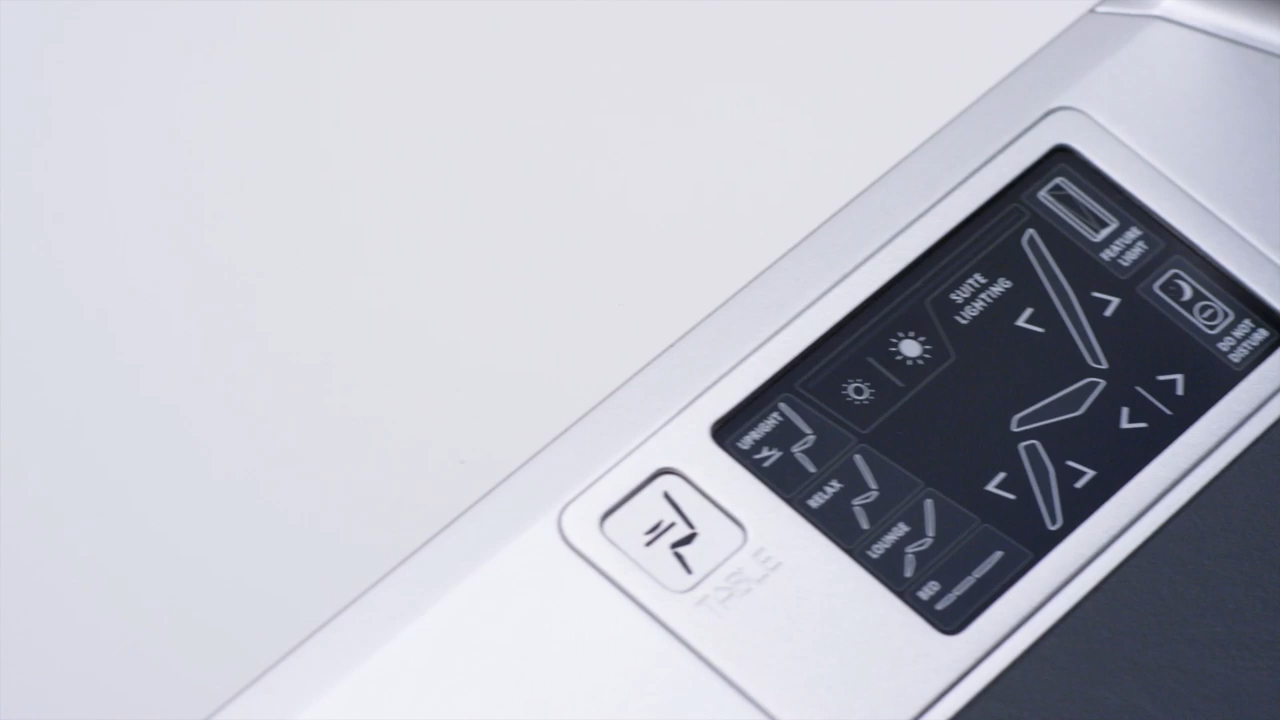 FEATURE
LIGHT
SUITE
LIGHTING
DO NOT
DISTURB
UPRIGHT
RELAX
LOUNGE
BED
TABLE